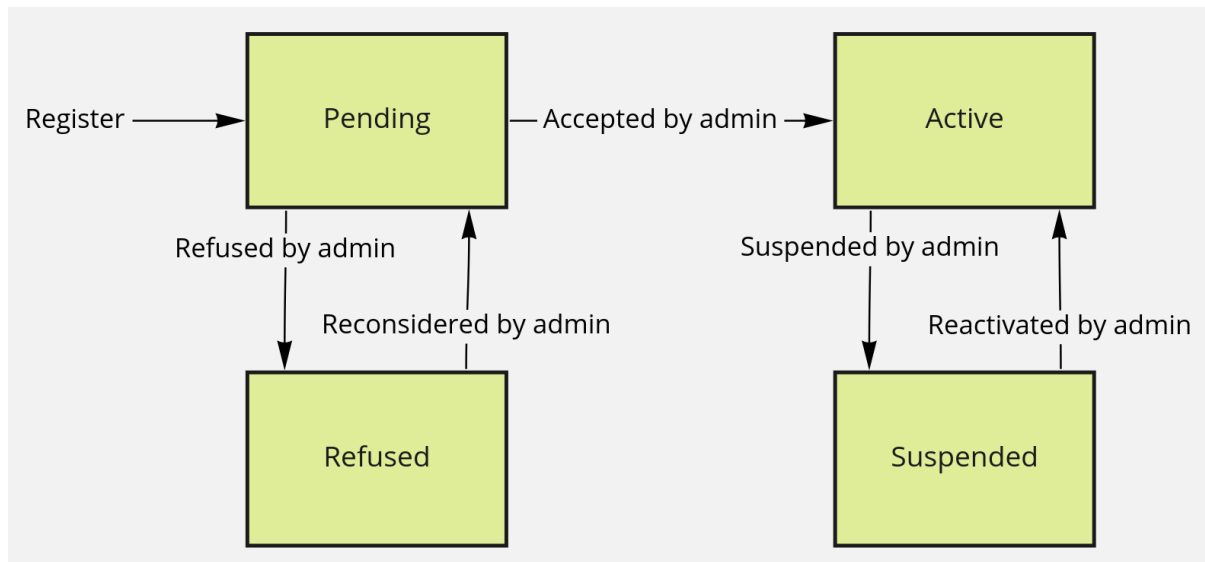 Register
Pending
Accepted by admin
Active
Refused by admin
Suspended by admin
Reconsidered by admin
Reactivated by admin
Refused
Suspended